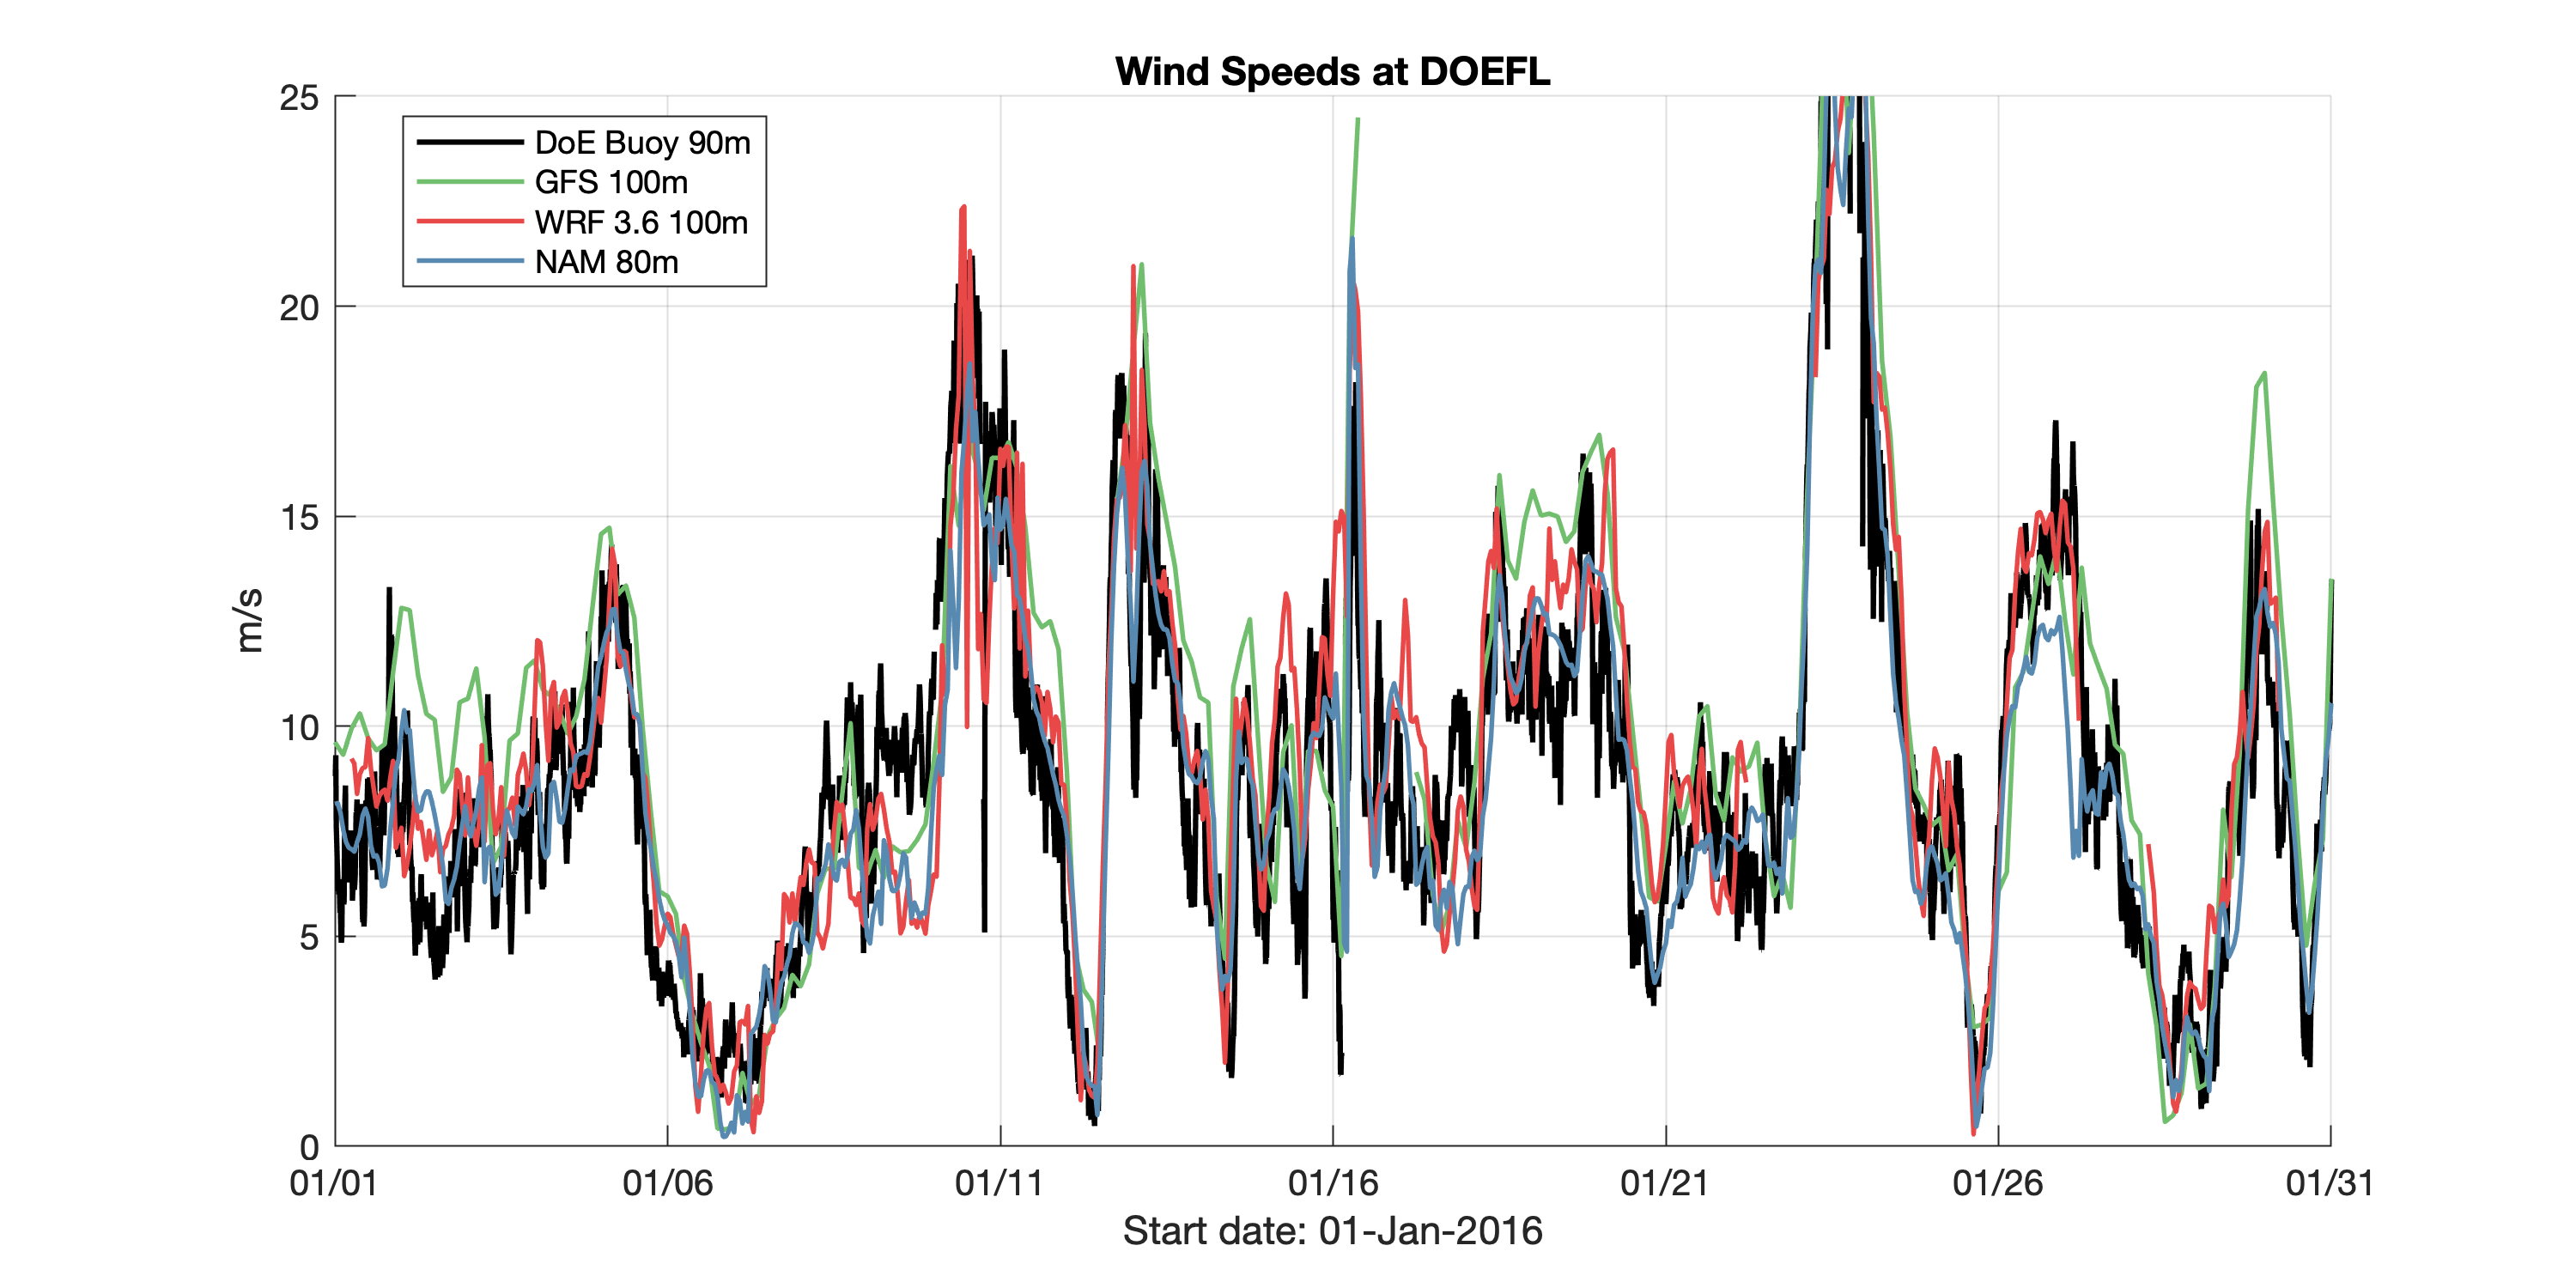 Wind Speeds at DOEFL
25
20
15
10
5
0
m/s
DoE Buoy 90m
GFS 100m
WRF 3.6 100m
NAM 80m
01/01 01/06 01/11 01/16 01/21 01/26 01/31
Start date: 01-Jan-2016